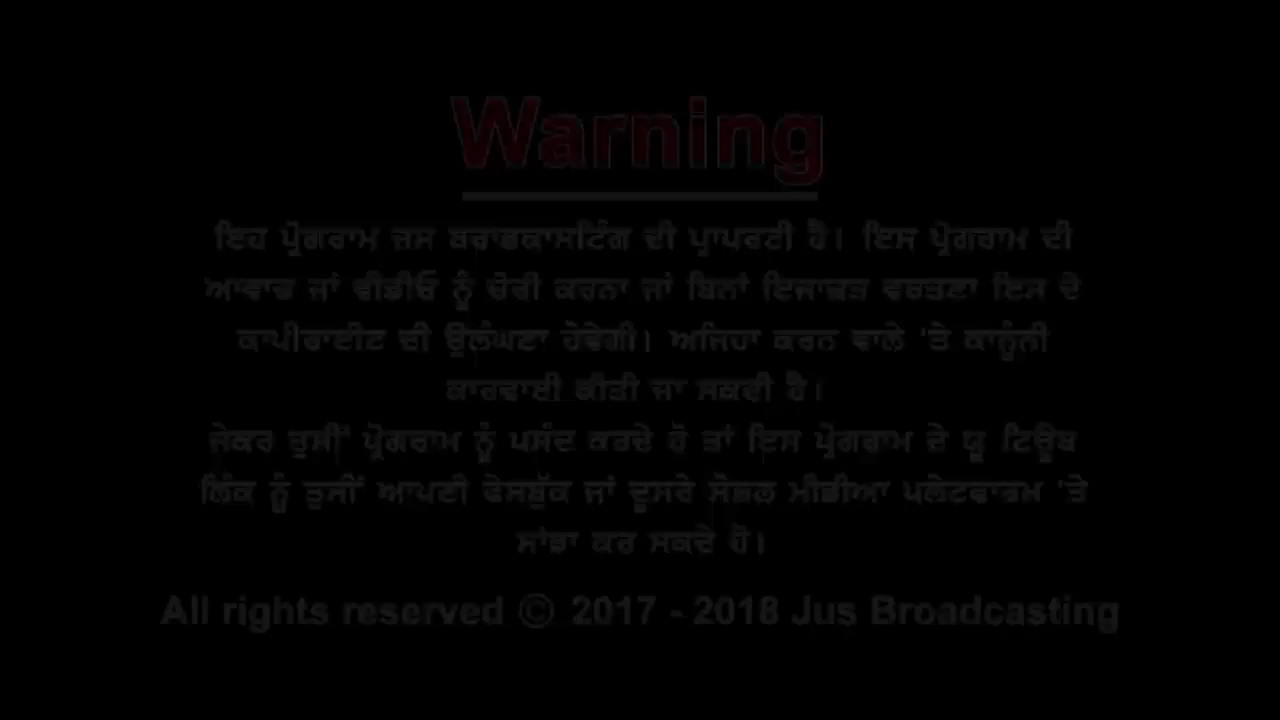 Warning
ਇਹ ਪ੍ਰੋਗਰਾਮ ਜਸ ਬਰਾਡਕਾਸਟਿੰਗ ਦੀ ਪ੍ਰਾਪਰਟੀ ਹੈ। ਇਸ ਪ੍ਰੋਗਰਾਮ ਦੀ
ਆਵਾਜ਼ ਜਾਂ ਵੀਡੀਓ ਨੂੰ ਚੋਰੀ ਕਰਨਾ ਜਾਂ ਬਿਨਾਂ ਇਜਾਜ਼ਤ ਵਰਤਣਾ ਇਸ ਦੇ
ਕਾਪੀਰਾਈਟ ਦੀ ਉਲੰਘਣਾ ਹੋਵੇਗੀ। ਅਜਿਹਾ ਕਰਨ ਵਾਲੇ 'ਤੇ ਕਾਨੂੰਨੀ
ਕਾਰਵਾਈ ਕੀਤੀ ਜਾ ਸਕਦੀ ਹੈ।
ਜੇਕਰ ਤੁਸੀਂ ਪ੍ਰੋਗਰਾਮ ਨੂੰ ਪਸੰਦ ਕਰਦੇ ਹੋ ਤਾਂ ਇਸ ਪ੍ਰੋਗਰਾਮ ਦੇ ਯੂ ਟਿਊਬ
ਲਿੰਕ ਨੂੰ ਤੁਸੀਂ ਆਪਣੀ ਫੇਸਬੁੱਕ ਜਾਂ ਦੂਸਰੇ ਸੋਸ਼ਲ ਮੀਡੀਆ ਪਲੇਟਫਾਰਮ 'ਤੇ
ਸਾਂਝਾ ਕਰ ਸਕਦੇ ਹੋ।
All rights reserved © 2017 - 2018 Jus Broadcasting